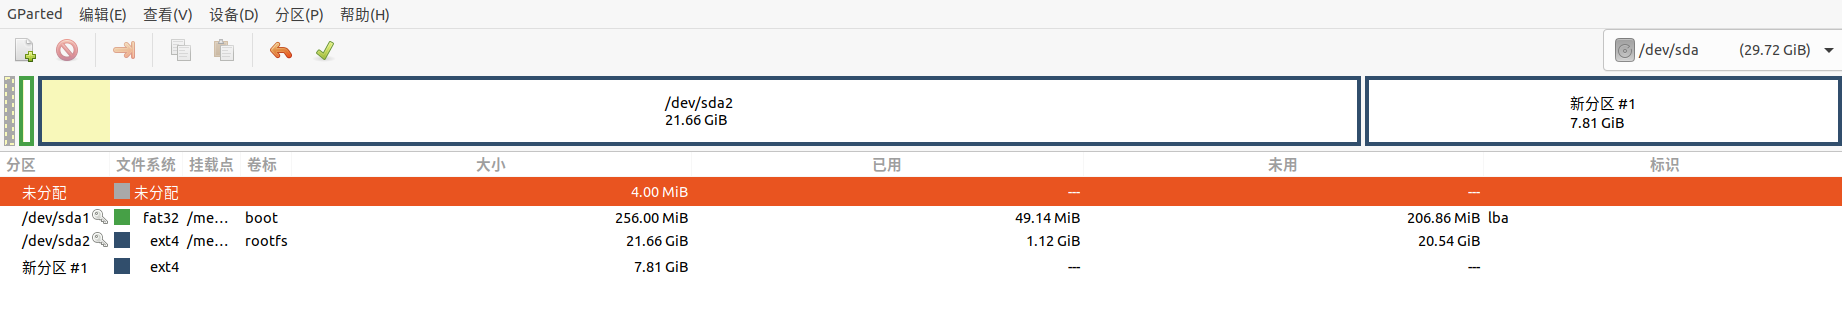 GParted 编辑(E) 查看(V) 设备(D) 分区(P) 帮助(H)
/dev/sda (29.72 GiB)
/dev/sda2
21.66 GiB
新分区 #1
7.81 GiB
分区 文件系统 挂载点 卷标 大小 已用 未用 标识
未分配 未分配 4.00 MiB --- ---
/dev/sda1 fat32 /me... boot 256.00 MiB 49.14 MiB 206.86 MiB lba
/dev/sda2 ext4 /me... rootfs 21.66 GiB 1.12 GiB 20.54 GiB
新分区 #1 ext4 7.81 GiB --- ---